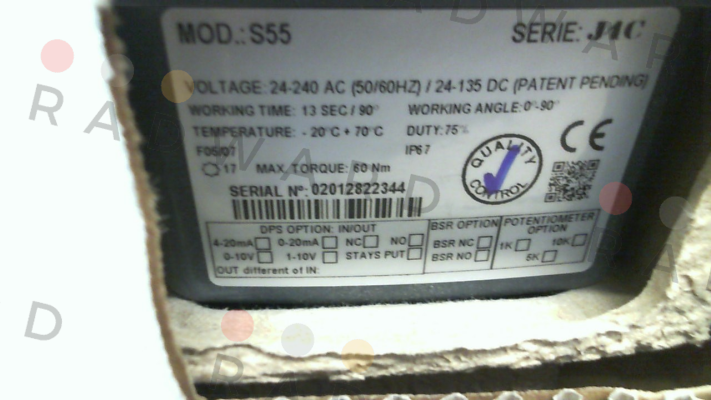 MOD.: S55 SERIE: J4C
VOLTAGE: 24-240 AC (50/60HZ) / 24-135 DC (PATENT PENDING)
WORKING TIME: 13 SEC / 90° WORKING ANGLE: 0°-90°
TEMPERATURE: - 20°C + 70°C DUTY: 75%
F05/07 IP67
17 MAX. TORQUE: 60 Nm
QUALITY CONTROL
CE
SERIAL Nº: 02012822344
DPS OPTION: IN/OUT BSR OPTION POTENTIOMETER OPTION
4-20mA 0-20mA NC NO BSR NC 1K 10K
0-10V 1-10V STAYS PUT BSR NO 5K
OUT different of IN:
RADWARD
D RADWARD